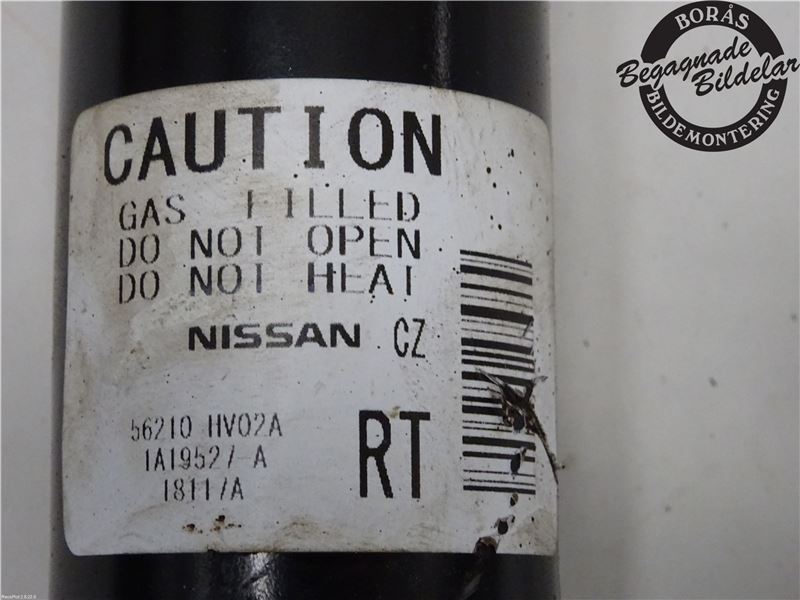 CAUTION
GAS FILLED
DO NOT OPEN
DO NOT HEAT
NISSAN CZ
56210 HV02A
1A19527-A
18117A
RT
BORÅS
Begagnade
Bildelar
BILDEMONTERING